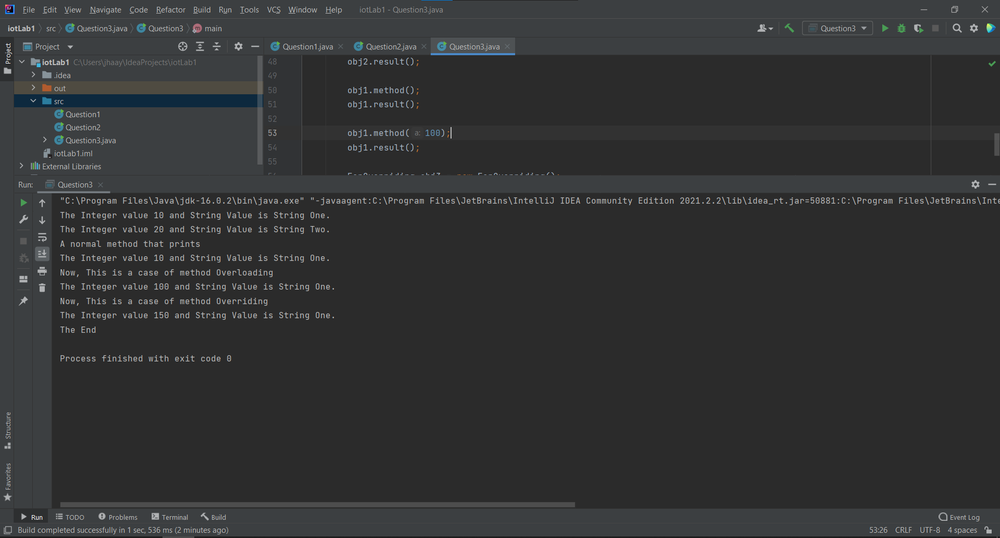 File Edit View Navigate Code Refactor Build Run Tools VCS Window Help iotLab1 - Question3.java
iotLab1 src Question3.java Question3 main Question3
Project Question1.java Question2.java Question3.java
Project
iotLab1 C:\Users\jhaay\IdeaProjects\iotLab1
.idea
out
src
Question1
Question2
Question3.java
iotLab1.iml
External Libraries
48 obj2.result();
49
50 obj1.method();
51 obj1.result();
52
53 obj1.method( a: 100);
54 obj1.result();
55
Run: Question3
"C:\Program Files\Java\jdk-16.0.2\bin\java.exe" "-javaagent:C:\Program Files\JetBrains\IntelliJ IDEA Community Edition 2021.2.2\lib\idea_rt.jar=50881:C:\Program Files\JetBrains\Inte
The Integer value 10 and String Value is String One.
The Integer value 20 and String Value is String Two.
A normal method that prints
The Integer value 10 and String Value is String One.
Now, This is a case of method Overloading
The Integer value 100 and String Value is String One.
Now, This is a case of method Overriding
The Integer value 150 and String Value is String One.
The End
Process finished with exit code 0
Structure
Favorites
Run TODO Problems Terminal Build Event Log
Build completed successfully in 1 sec, 536 ms (2 minutes ago) 53:26 CRLF UTF-8 4 spaces